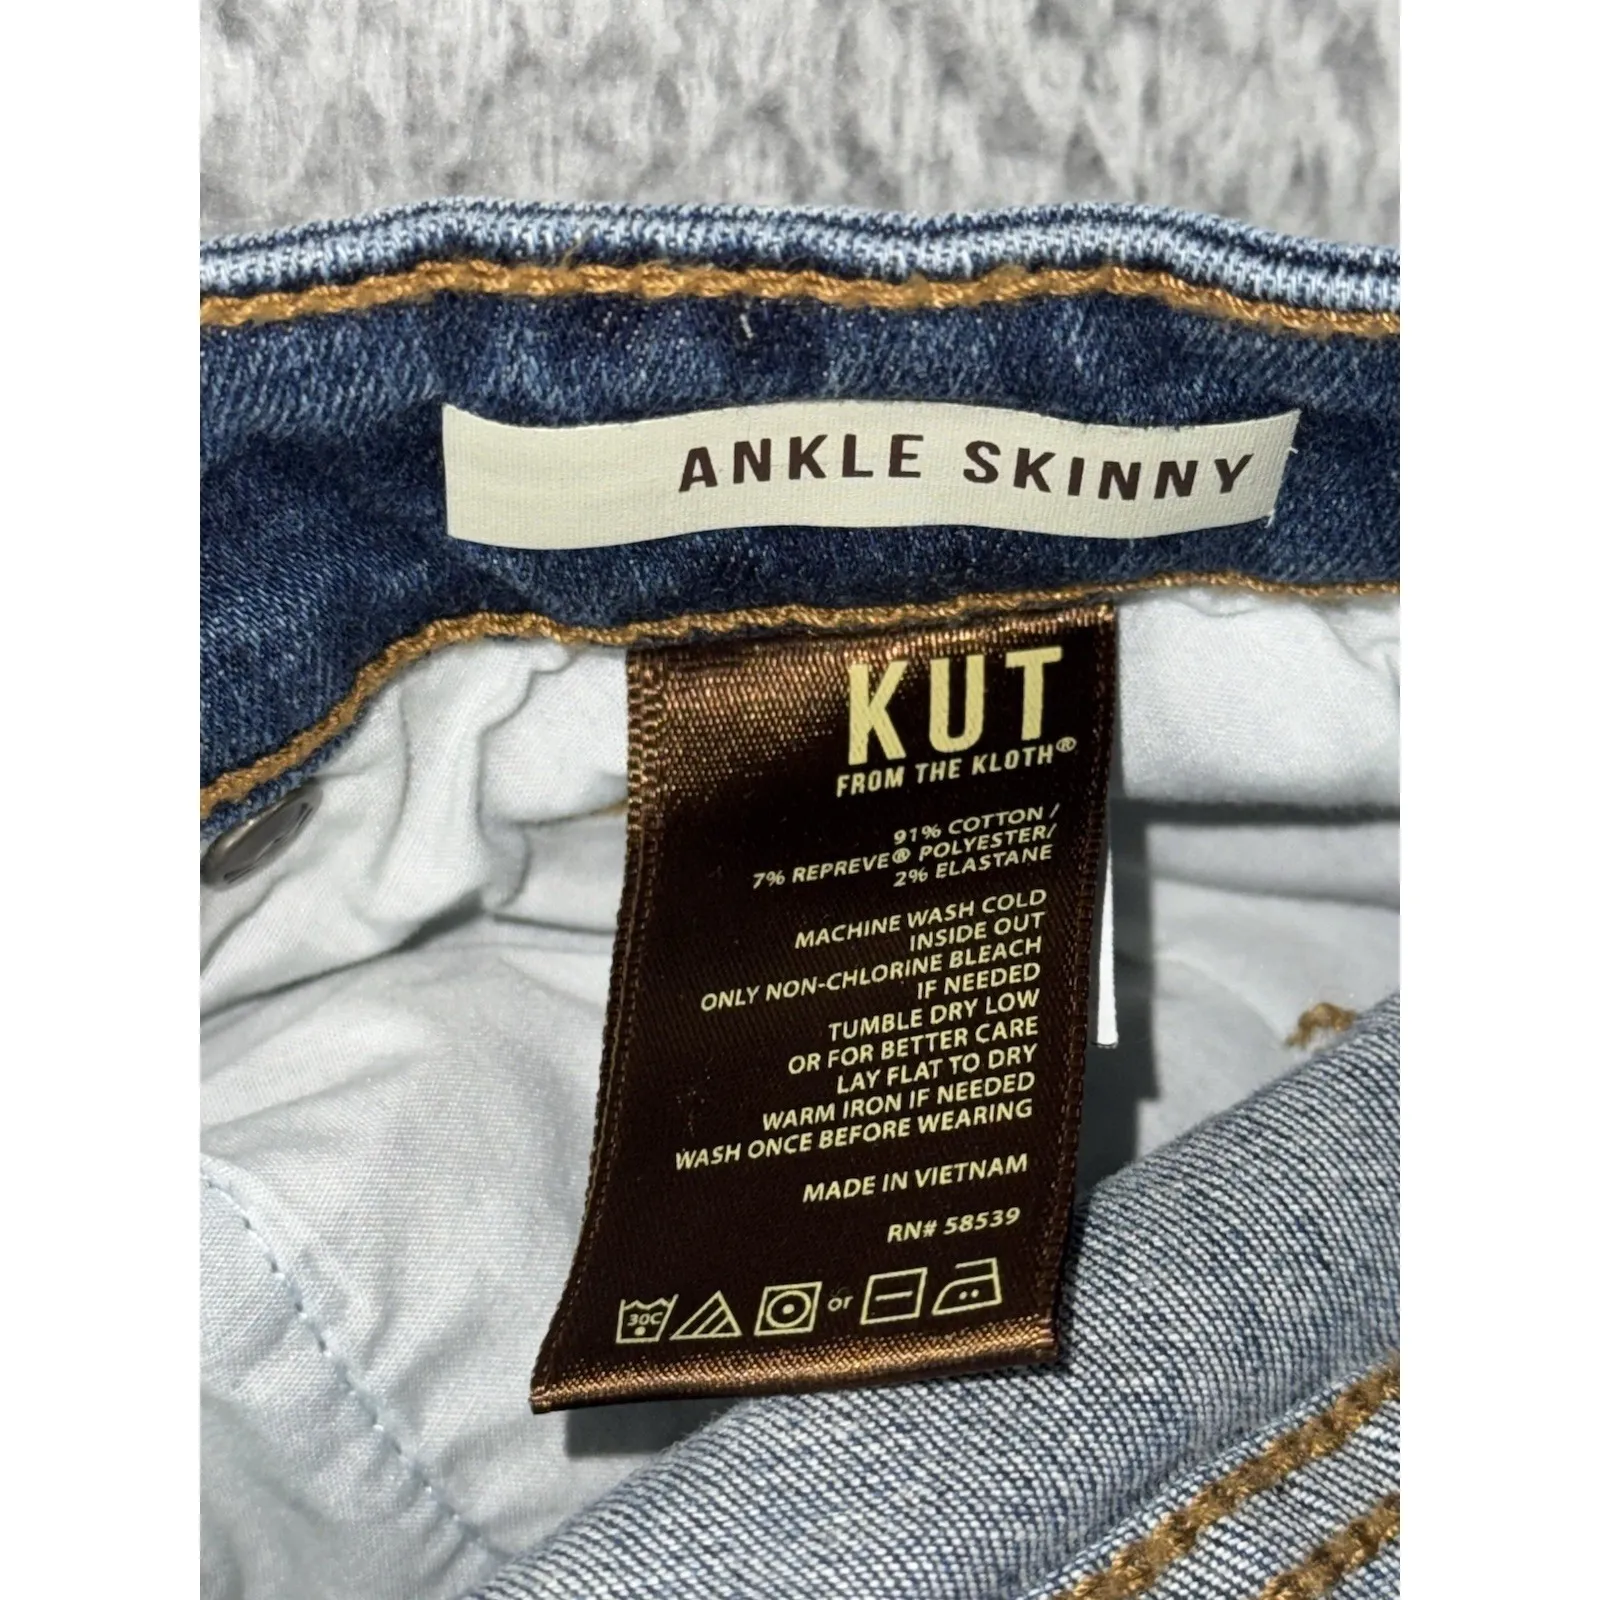 ANKLE SKINNY
KUT
FROM THE KLOTH®
91% COTTON /
7% REPREVE® POLYESTER/
2% ELASTANE
MACHINE WASH COLD
INSIDE OUT
ONLY NON-CHLORINE BLEACH
IF NEEDED
TUMBLE DRY LOW
OR FOR BETTER CARE
LAY FLAT TO DRY
WARM IRON IF NEEDED
WASH ONCE BEFORE WEARING
MADE IN VIETNAM
RN# 58539
30C or